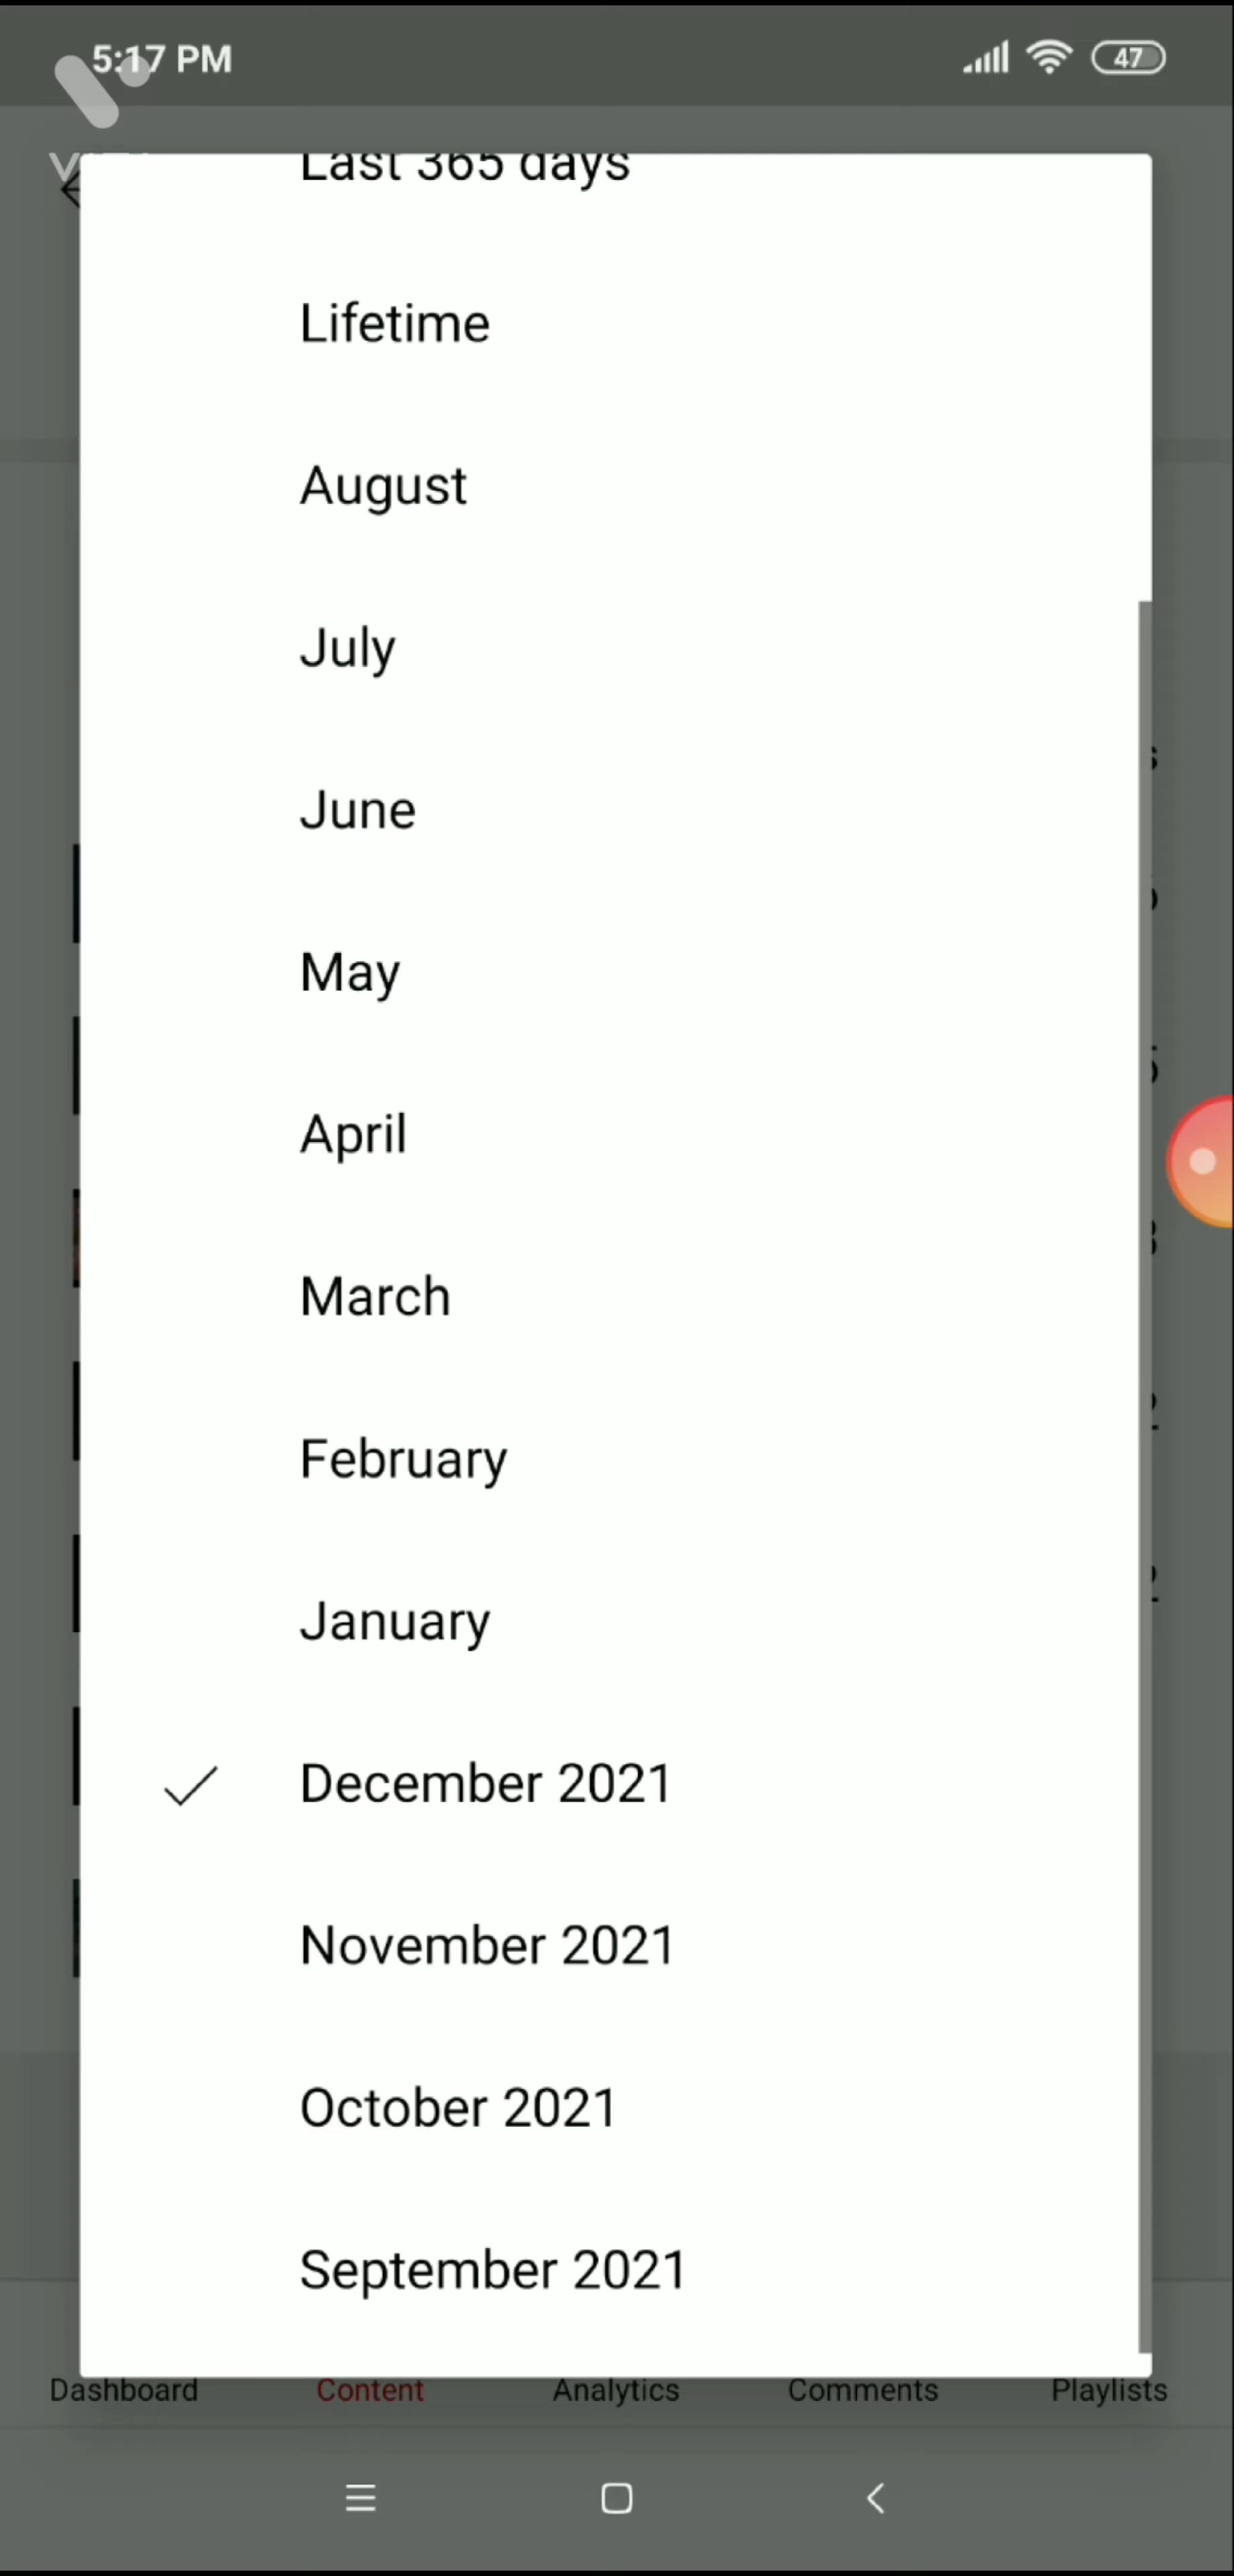 5:17 PM
47
Last 365 days
Lifetime
August
July
June
May
April
March
February
January
December 2021
November 2021
October 2021
September 2021
Dashboard Content Analytics Comments Playlists